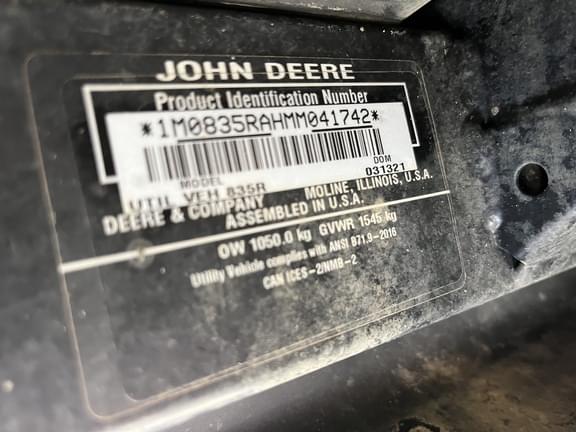 JOHN DEERE
Product Identification Number
*1M0835RAHMM041742*
MODEL DOM
UTIL VEH 835R 031321
DEERE & COMPANY MOLINE, ILLINOIS, U.S.A.
ASSEMBLED IN U.S.A.
OW 1050.0 kg GVWR 1545 kg
Utility Vehicle complies with ANSI B71.9-2016
CAN ICES-2/NMB-2